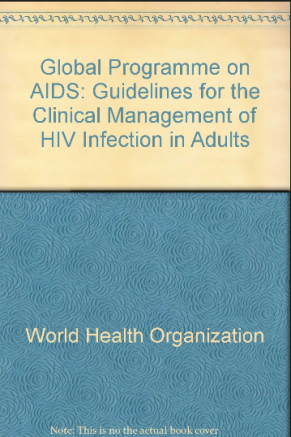 Global Programme on
AIDS: Guidelines for the
Clinical Management of
HIV Infection in Adults
World Health Organization
Note: This is no the actual book cover